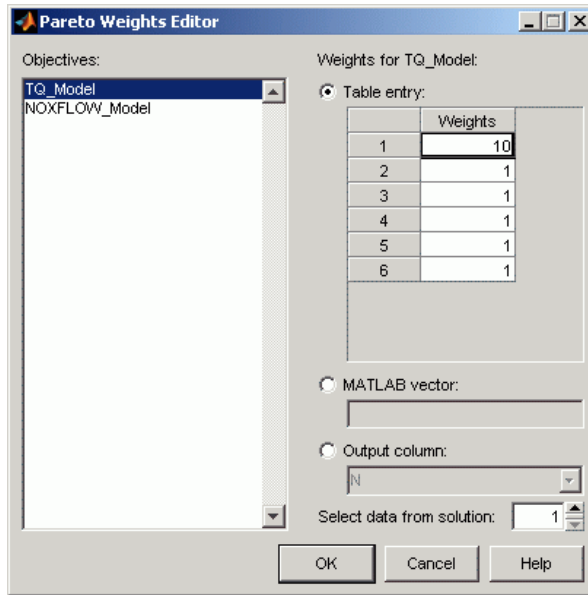 Pareto Weights Editor
Objectives:
TQ_Model
NOXFLOW_Model
Weights for TQ_Model:
Table entry:
Weights
1 10
2 1
3 1
4 1
5 1
6 1
MATLAB vector:
Output column:
N
Select data from solution: 1
OK Cancel Help